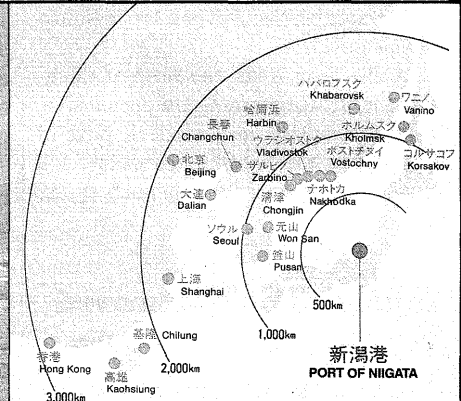 ハバロフスク
Khabarovsk
ワニノ
Vanino
哈爾浜
Harbin
ホルムスク
Kholmsk
長春
Changchun
ウラジオストク
Vladivostok
ボストチヌイ
Vostochny
コルサコフ
Korsakov
北京
Beijing
ザルビノ
Zarbino
ナホトカ
Nakhodka
大連
Dalian
清津
Chongjin
ソウル
Seoul
元山
Won San
釜山
Pusan
上海
Shanghai
500km
1,000km
基隆 Chilung
2,000km
香港
Hong Kong
高雄
Kaohsiung
3,000km
新潟港
PORT OF NIIGATA